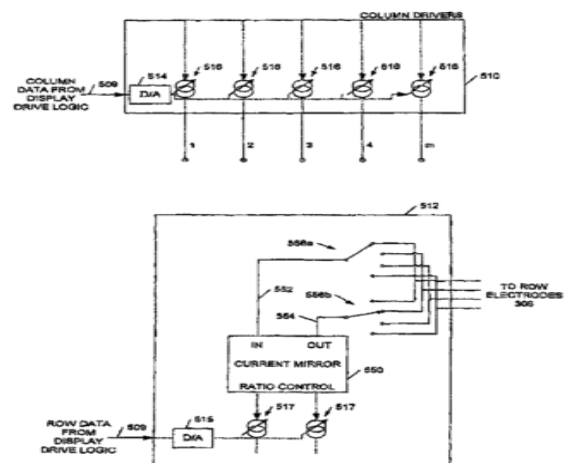 COLUMN DRIVERS
516 516 516 516 516
COLUMN DATA FROM DISPLAY DRIVE LOGIC
509
514
D/A
510
1 2 3 4 m
512
556a
552
556b
554
TO ROW ELECTRODES 306
IN OUT
CURRENT MIRROR
RATIO CONTROL
550
517 517
ROW DATA FROM DISPLAY DRIVE LOGIC
509
515
D/A